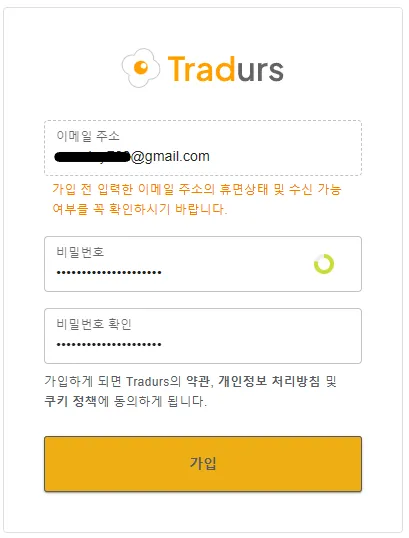 Tradurs
이메일 주소
@gmail.com
가입 전 입력한 이메일 주소의 휴면상태 및 수신 가능
여부를 꼭 확인하시기 바랍니다.
비밀번호
•••••••••••••••••••••
비밀번호 확인
•••••••••••••••••••••
가입하게 되면 Tradurs의 약관, 개인정보 처리방침 및
쿠키 정책에 동의하게 됩니다.
가입